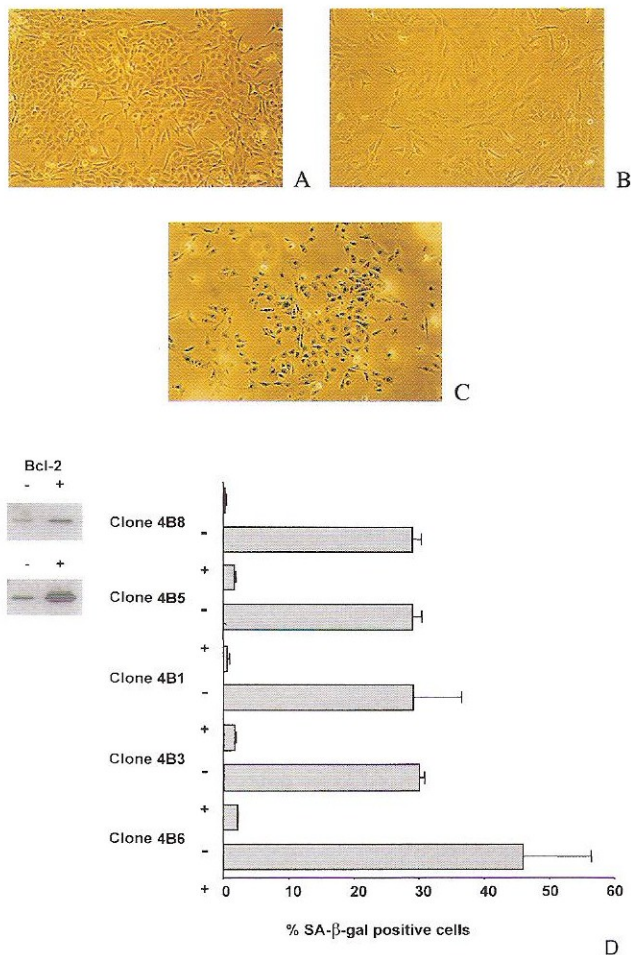 A
B
C
Bcl-2
- +
- +
Clone 4B8
-
+
Clone 4B5
-
+
Clone 4B1
-
+
Clone 4B3
-
+
Clone 4B6
-
+
0 10 20 30 40 50 60
% SA-β-gal positive cells
D